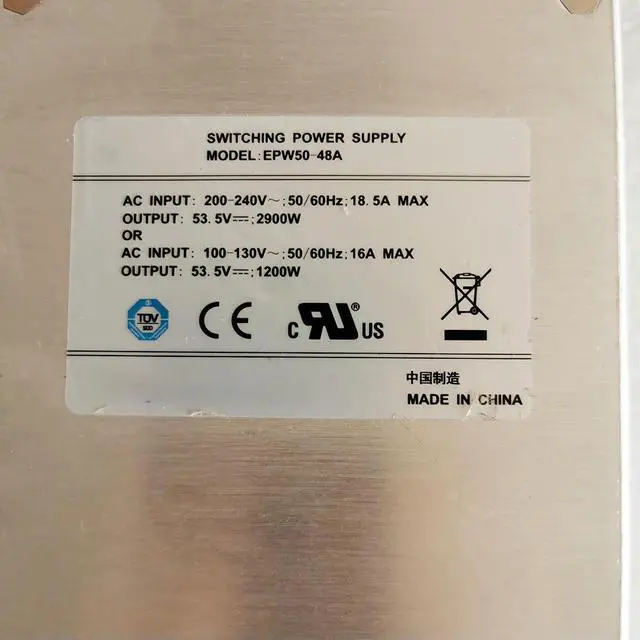 SWITCHING POWER SUPPLY
MODEL: EPW50-48A
AC INPUT: 200-240V～;50/60Hz;18.5A MAX
OUTPUT: 53.5V⎓;2900W
OR
AC INPUT: 100-130V～;50/60Hz;16A MAX
OUTPUT: 53.5V⎓;1200W
TÜV
SÜD
CE
c RU® US
中国制造
MADE IN CHINA